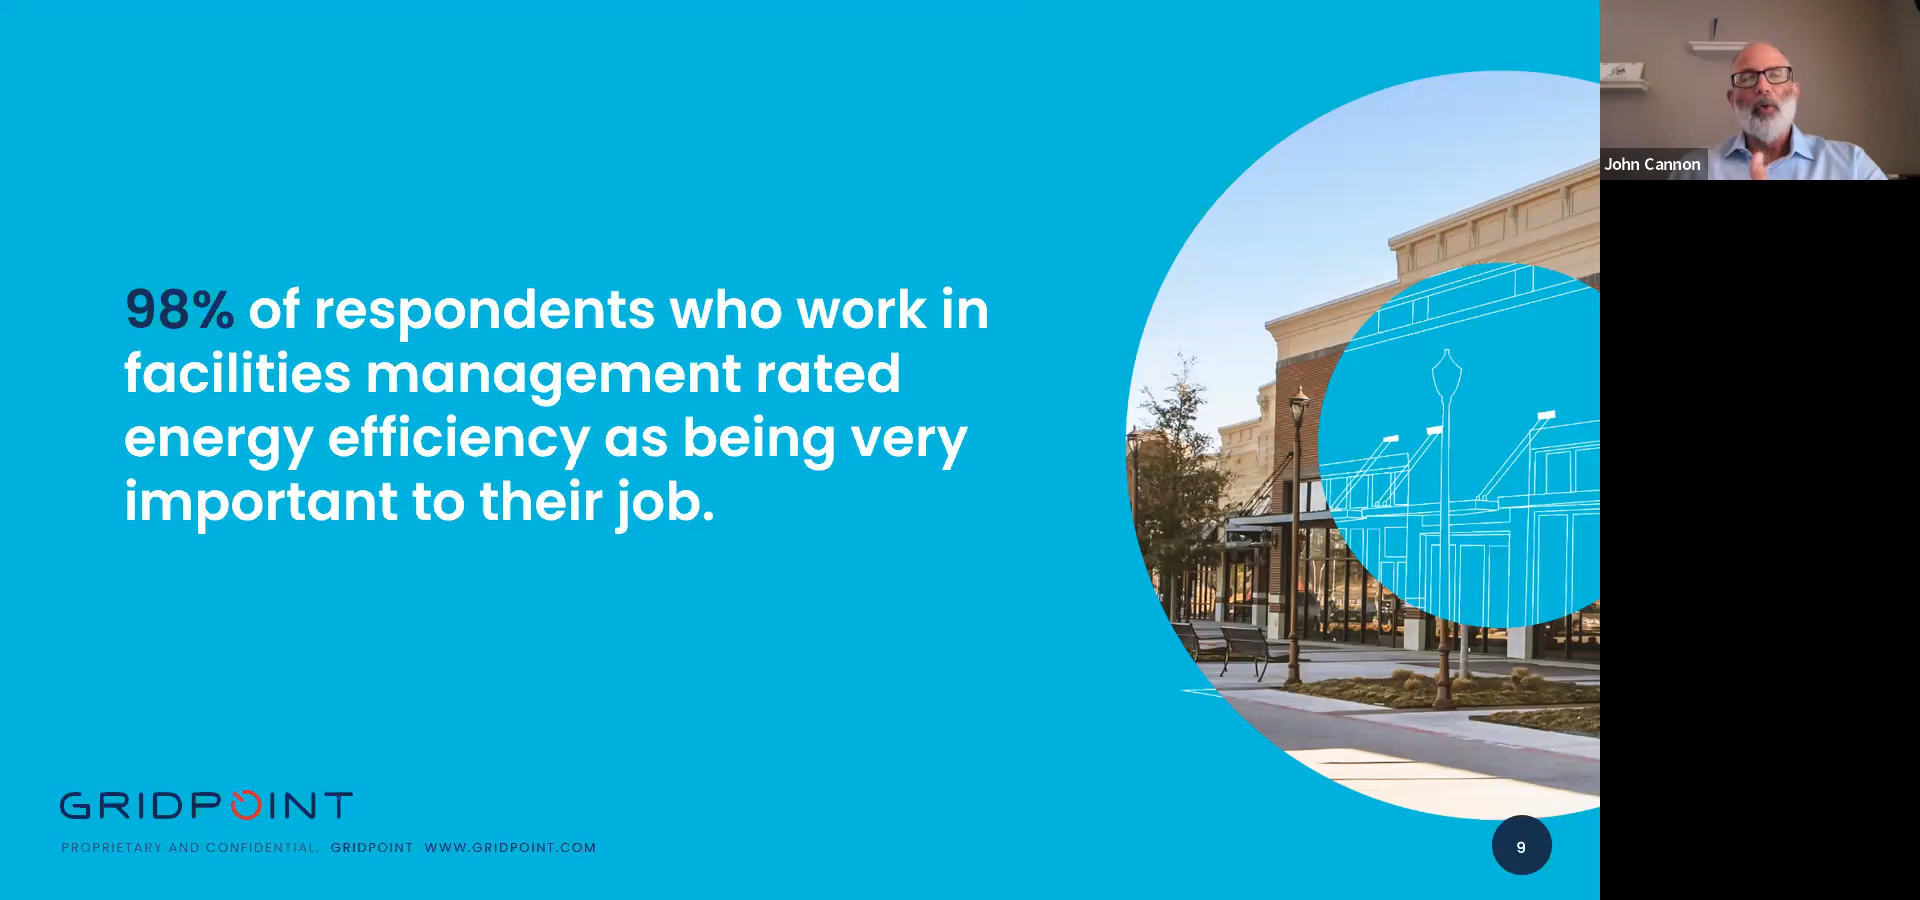 98% of respondents who work in
facilities management rated
energy efficiency as being very
important to their job.
GRIDPOINT
PROPRIETARY AND CONFIDENTIAL. GRIDPOINT WWW.GRIDPOINT.COM
9
John Cannon